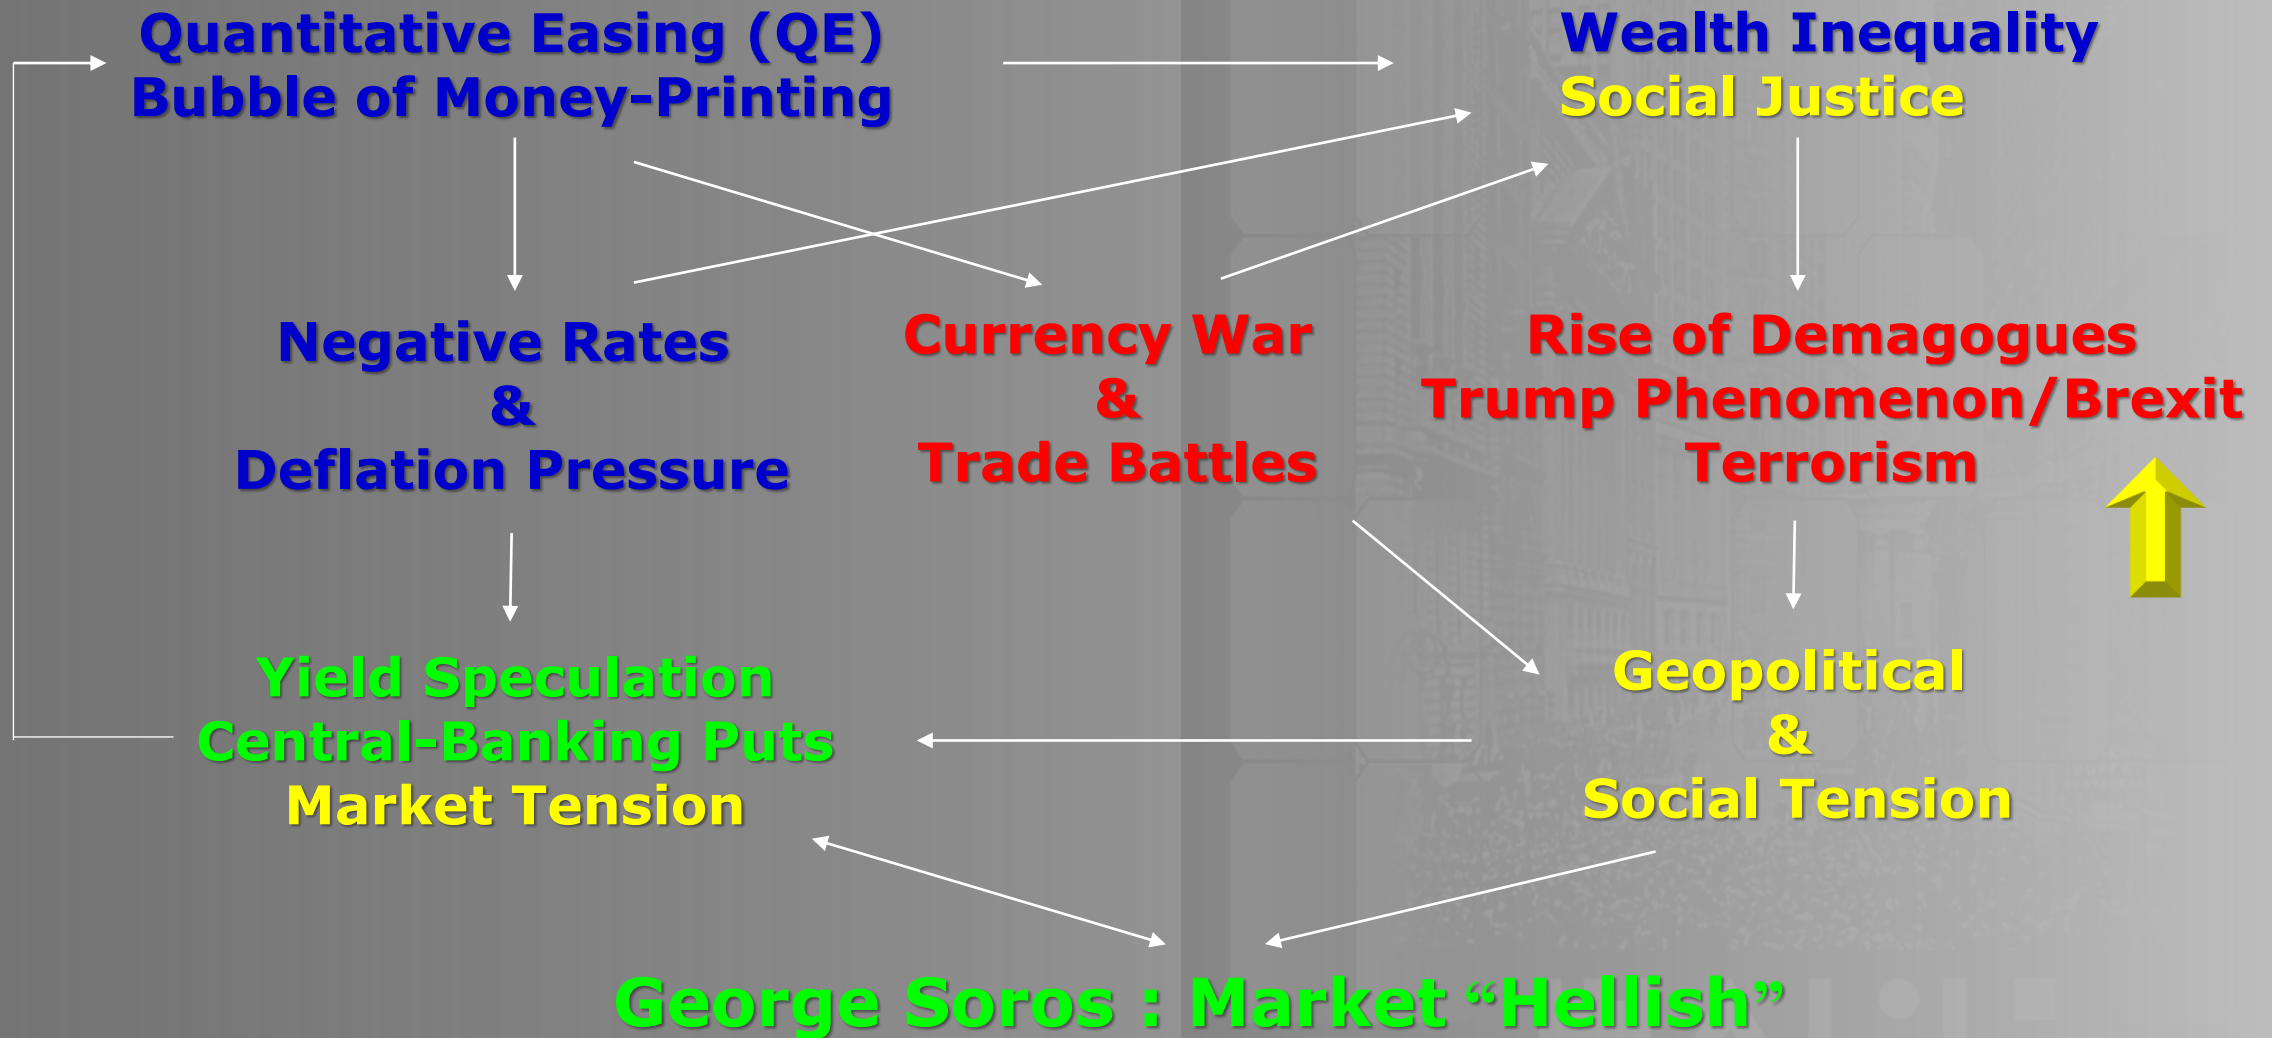 Quantitative Easing (QE)
Bubble of Money-Printing
Wealth Inequality
Social Justice
Negative Rates
&
Deflation Pressure
Currency War
&
Trade Battles
Rise of Demagogues
Trump Phenomenon/Brexit
Terrorism
Yield Speculation
Central-Banking Puts
Market Tension
Geopolitical
&
Social Tension
George Soros : Market “Hellish”